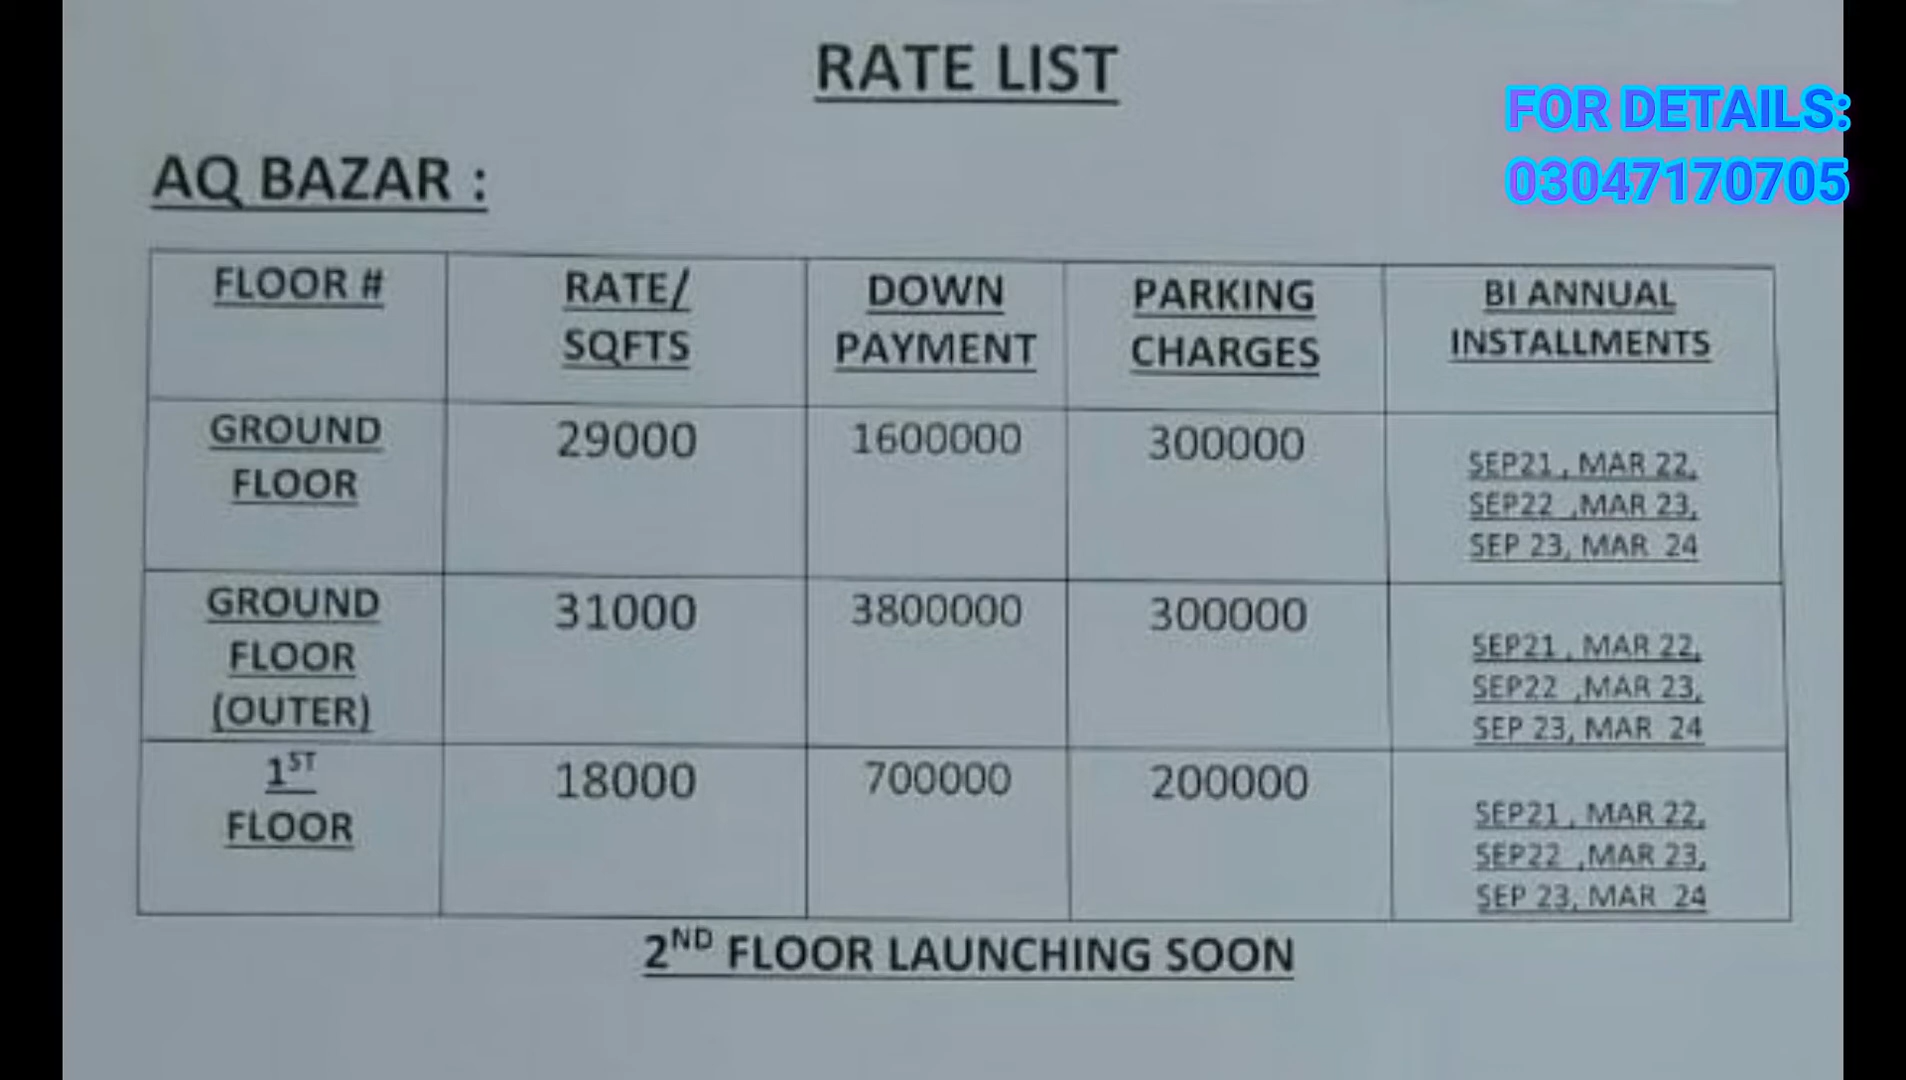 RATE LIST
FOR DETAILS:
03047170705
AQ BAZAR :
FLOOR #
RATE/
SQFTS
DOWN
PAYMENT
PARKING
CHARGES
BI ANNUAL
INSTALLMENTS
GROUND
FLOOR
29000
1600000
300000
SEP21 , MAR 22,
SEP22 ,MAR 23,
SEP 23, MAR 24
GROUND
FLOOR
(OUTER)
31000
3800000
300000
SEP21 , MAR 22,
SEP22 ,MAR 23,
SEP 23, MAR 24
1ST
FLOOR
18000
700000
200000
SEP21 , MAR 22,
SEP22 ,MAR 23,
SEP 23, MAR 24
2ND FLOOR LAUNCHING SOON